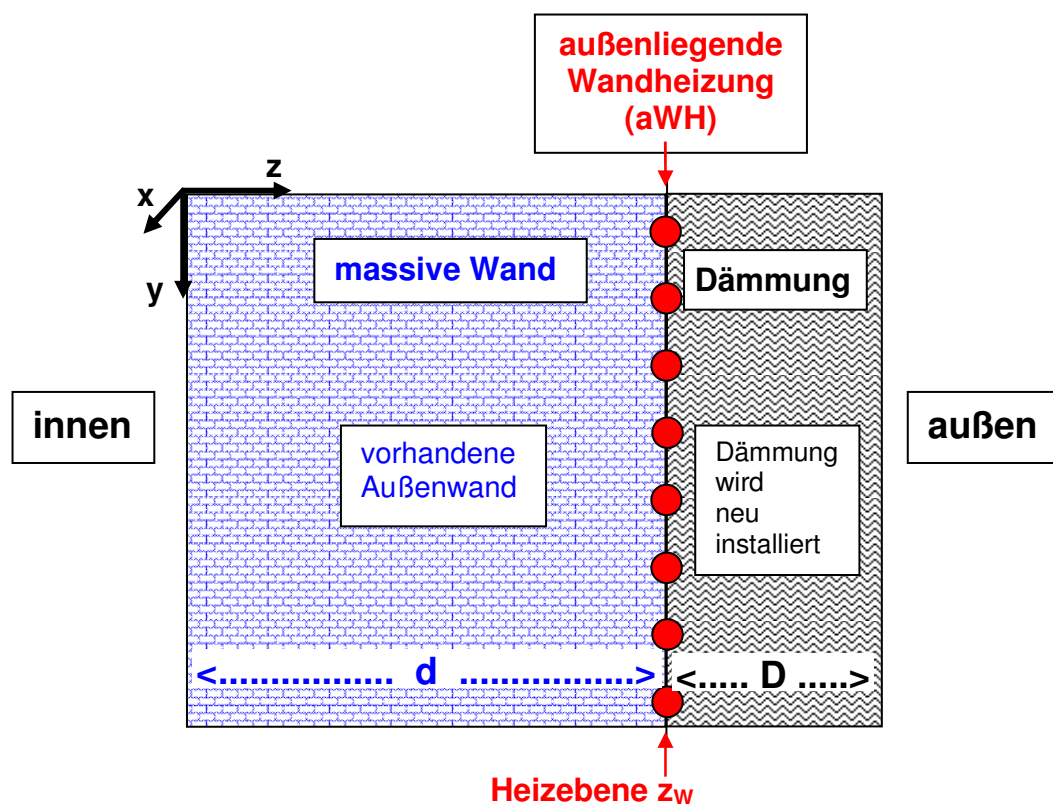 außenliegende
Wandheizung
(aWH)
z
x
y
massive Wand
Dämmung
innen
außen
vorhandene
Außenwand
Dämmung
wird
neu
installiert
<................. d .................>
<..... D .....>
Heizebene zW